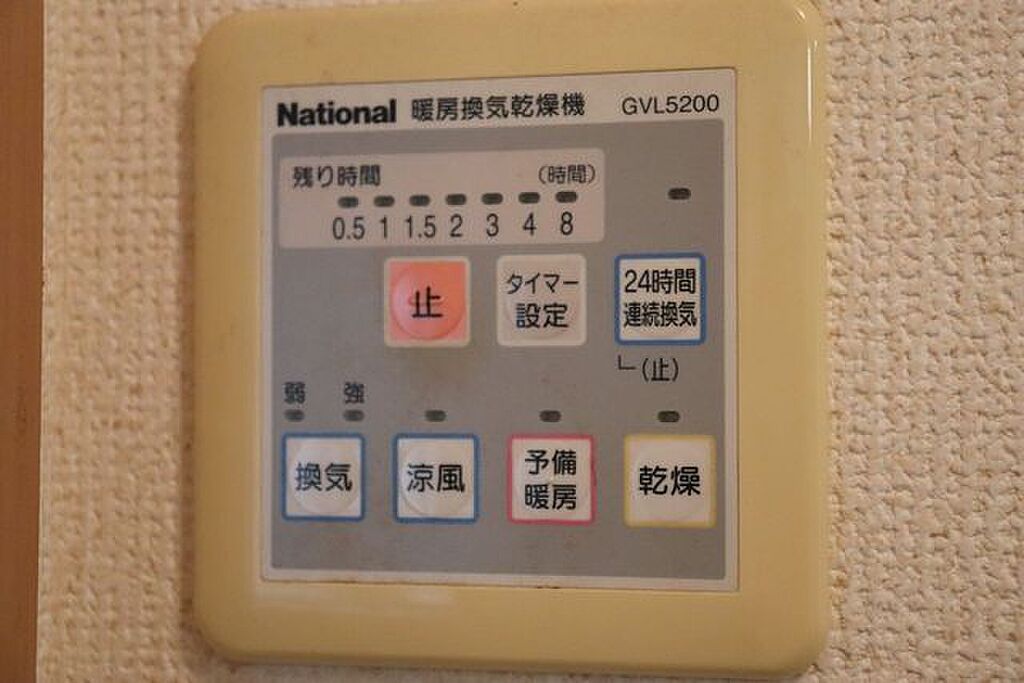 National 暖房換気乾燥機 GVL5200
残り時間 (時間)
0.5 1 1.5 2 3 4 8
止
タイマー
設定
24時間
連続換気
(止)
弱 強
換気
涼風
予備
暖房
乾燥